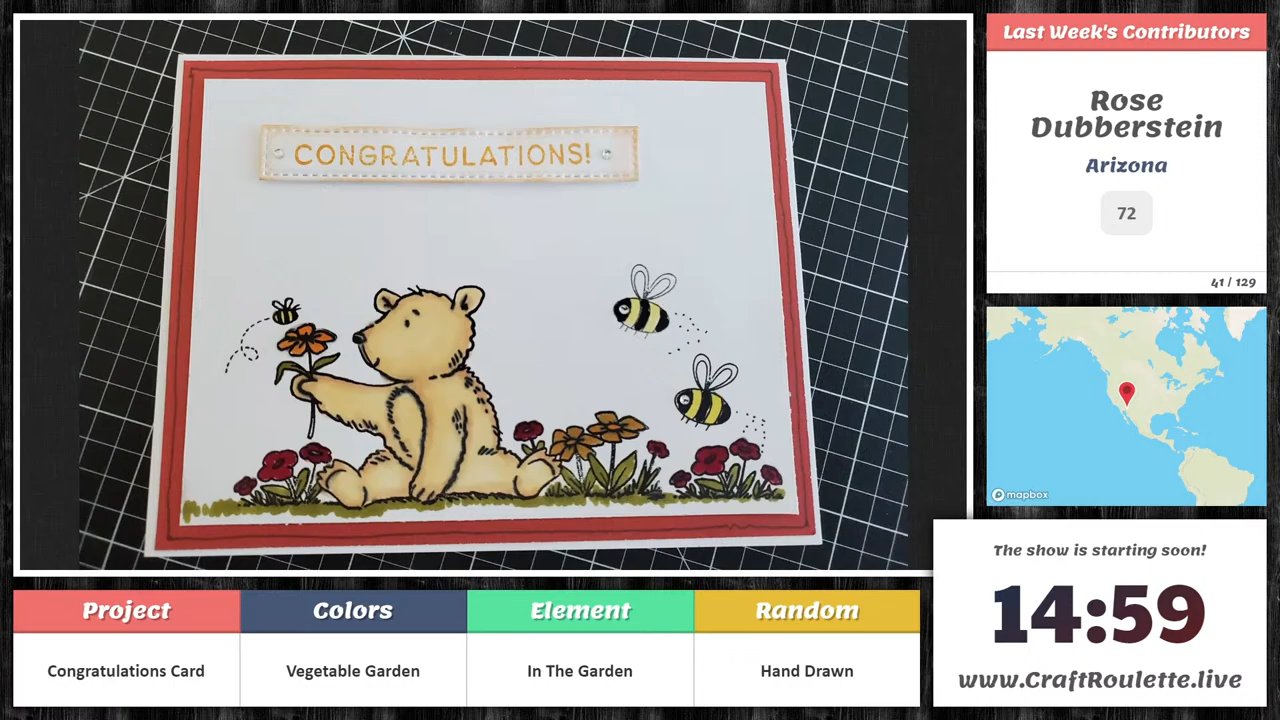 CONGRATULATIONS!
Last Week's Contributors
Rose
Dubberstein
Arizona
72
41 / 129
mapbox
The show is starting soon!
14:59
www.CraftRoulette.live
Project
Colors
Element
Random
Congratulations Card
Vegetable Garden
In The Garden
Hand Drawn